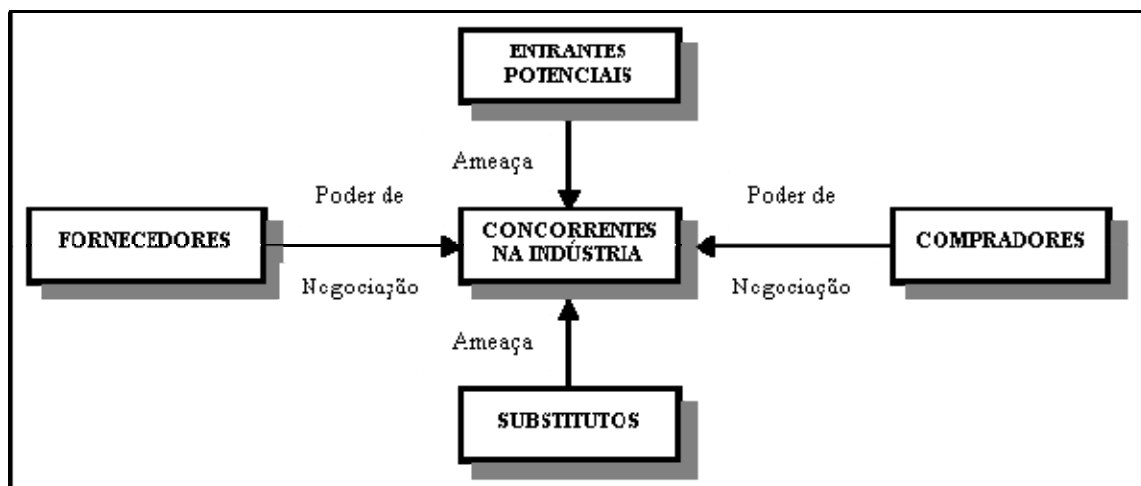 ENTRANTES
POTENCIAIS
Ameaça
Poder de
Poder de
FORNECEDORES
CONCORRENTES
NA INDÚSTRIA
COMPRADORES
Negociação
Negociação
Ameaça
SUBSTITUTOS